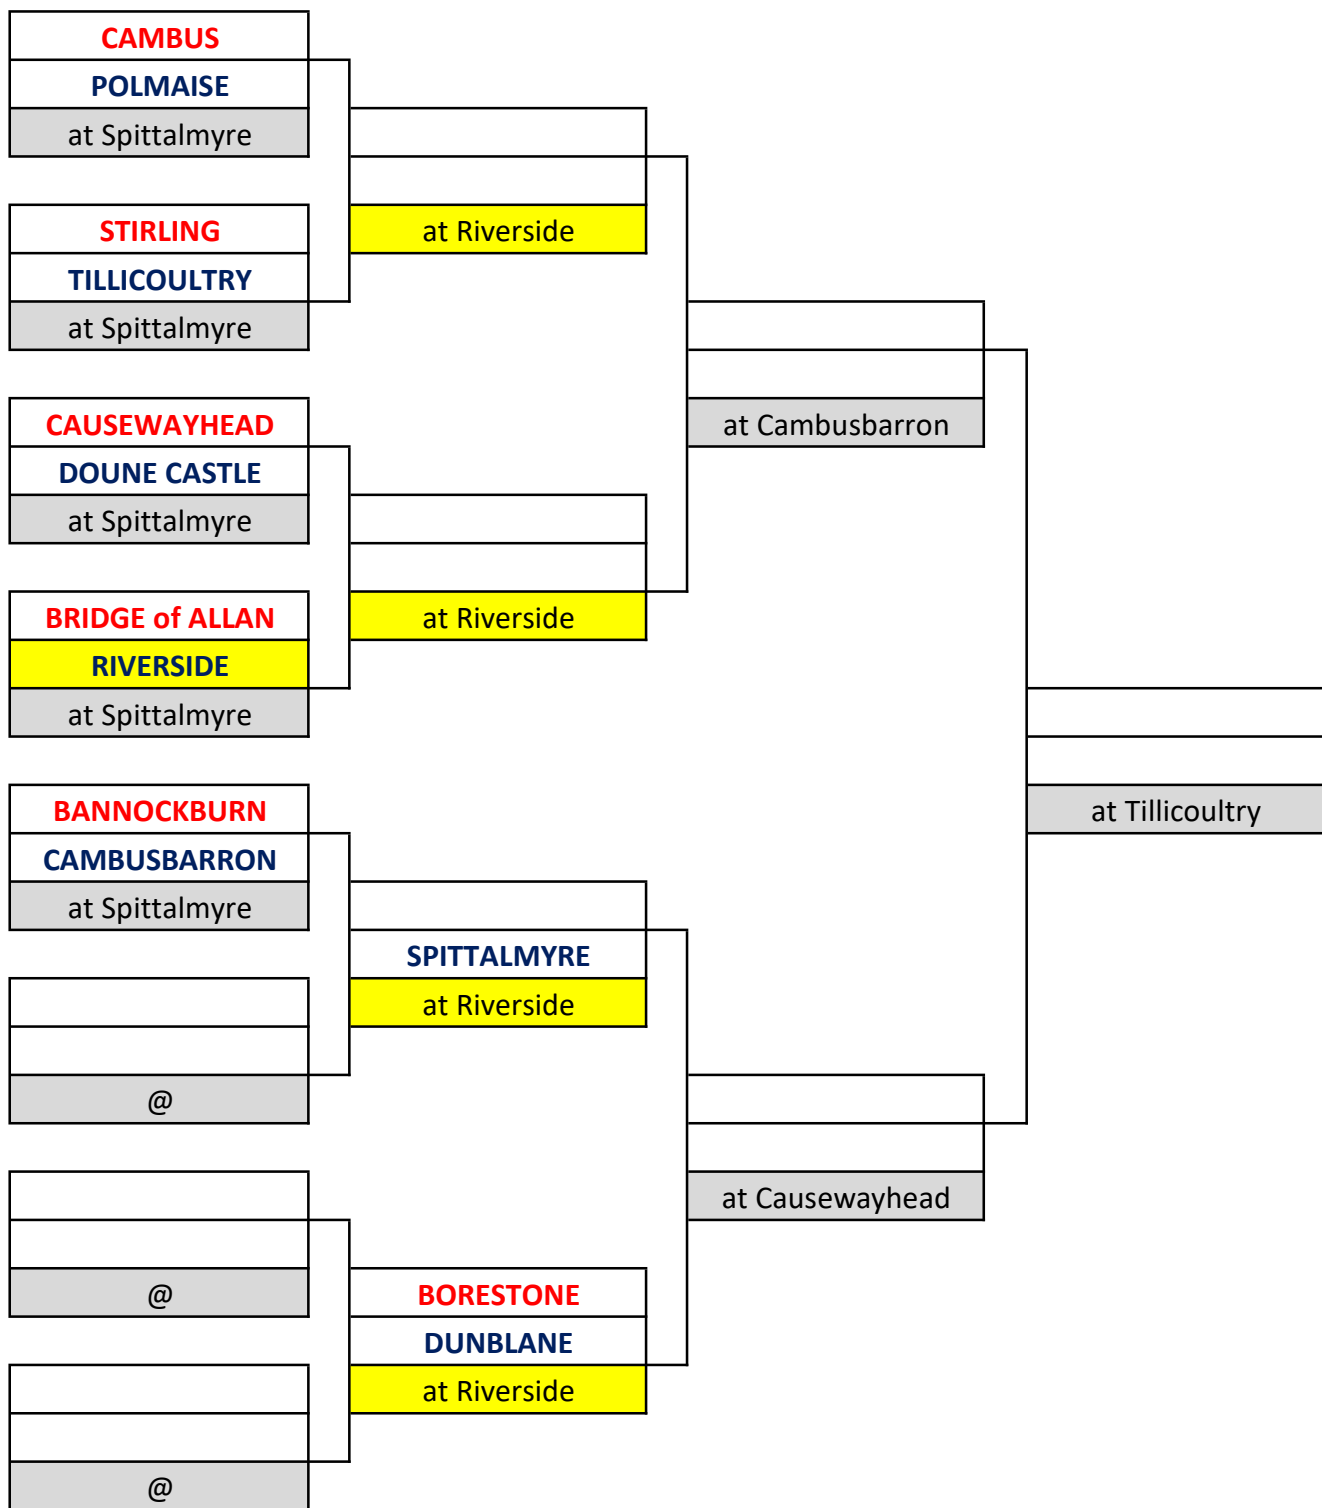 CAMBUS
POLMAISE
at Spittalmyre
STIRLING
TILLICOULTRY
at Spittalmyre
CAUSEWAYHEAD
DOUNE CASTLE
at Spittalmyre
BRIDGE of ALLAN
RIVERSIDE
at Spittalmyre
BANNOCKBURN
CAMBUSBARRON
at Spittalmyre
@
@
@
at Riverside
at Riverside
SPITTALMYRE
at Riverside
BORESTONE
DUNBLANE
at Riverside
at Cambusbarron
at Causewayhead
at Tillicoultry